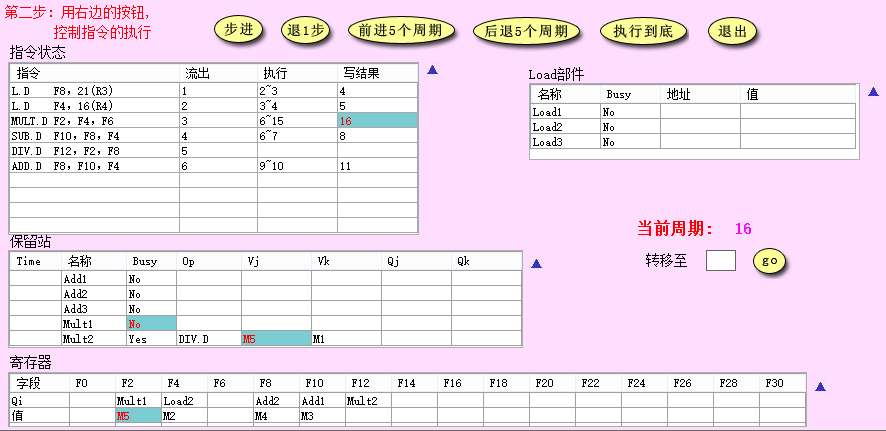 第二步：用右边的按钮，
控制指令的执行
步进 退1步 前进5个周期 后退5个周期 执行到底 退出
指令状态
指令 流出 执行 写结果
L.D F8, 21(R3) 1 2~3 4
L.D F4, 16(R4) 2 3~4 5
MULT.D F2, F4, F6 3 6~15 16
SUB.D F10, F8, F4 4 6~7 8
DIV.D F12, F2, F8 5
ADD.D F8, F10, F4 6 9~10 11
Load部件
名称 Busy 地址 值
Load1 No
Load2 No
Load3 No
当前周期： 16
转移至 go
保留站
Time 名称 Busy Op Vj Vk Qj Qk
Add1 No
Add2 No
Add3 No
Mult1 No
Mult2 Yes DIV.D M5 M1
寄存器
字段 F0 F2 F4 F6 F8 F10 F12 F14 F16 F18 F20 F22 F24 F26 F28 F30
Qi Mult1 Load2 Add2 Add1 Mult2
值 M5 M2 M4 M3